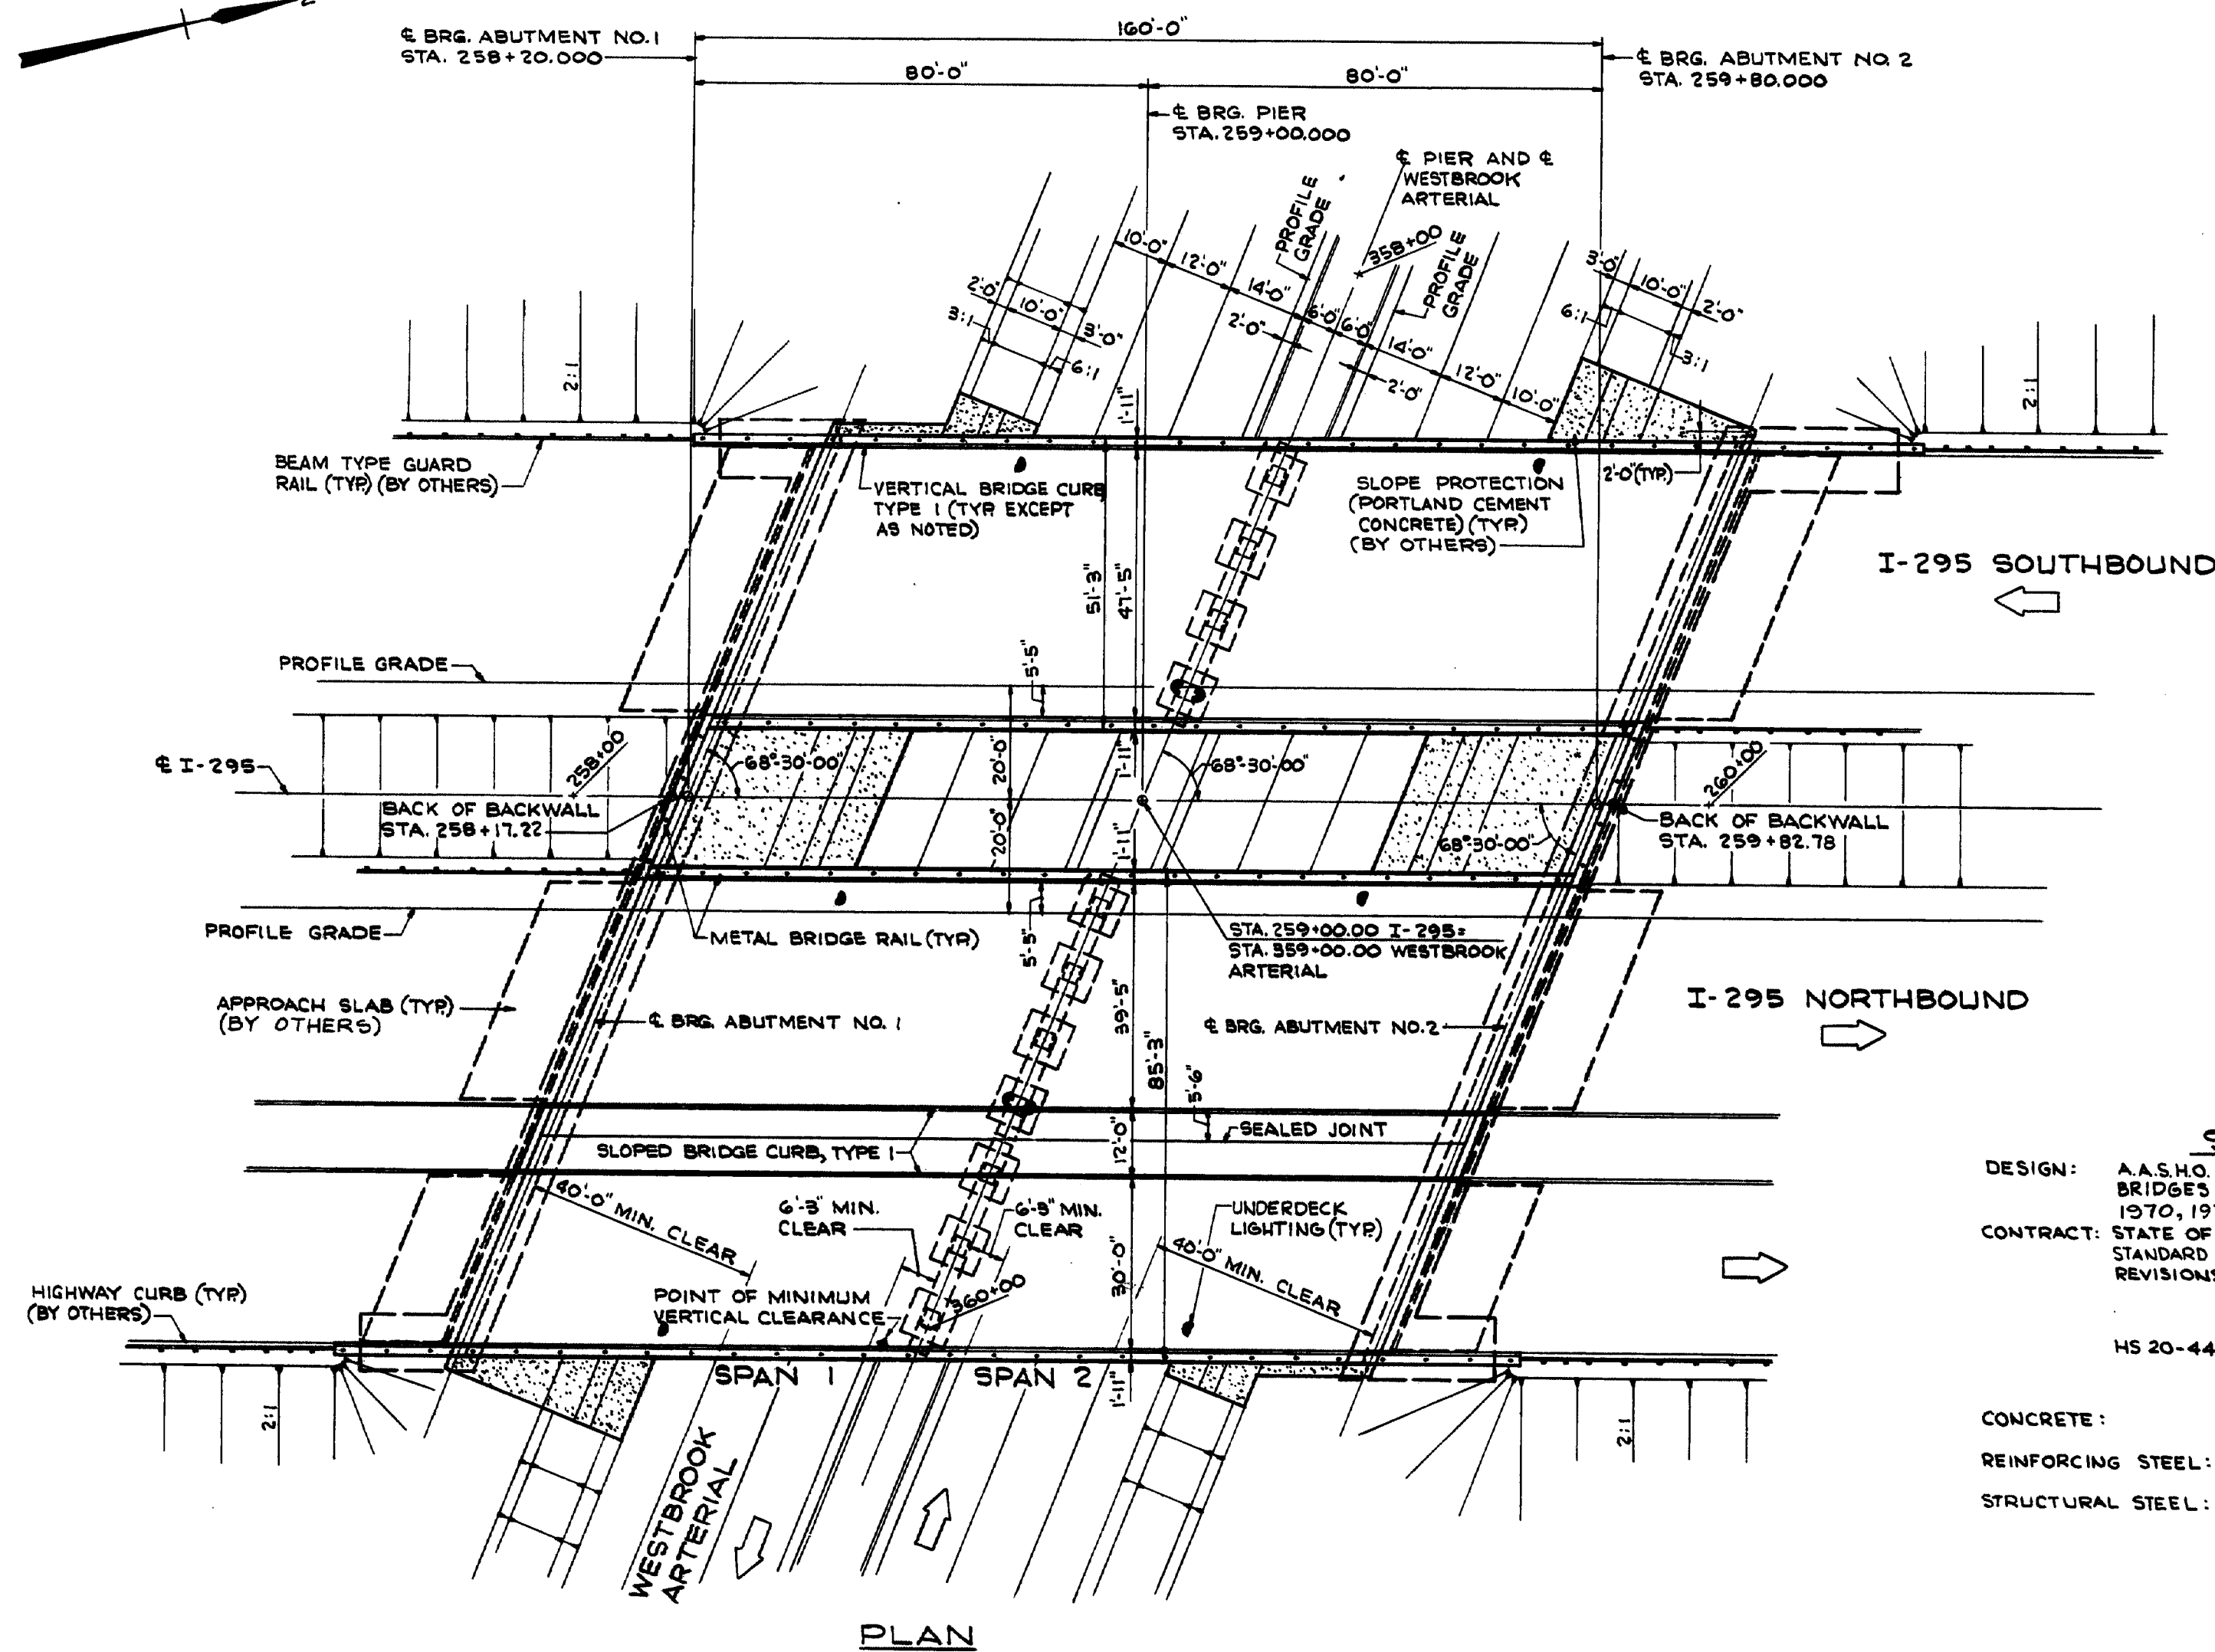 160'-0"
℄ BRG. ABUTMENT NO. 1
STA. 258+20.000
80'-0"
80'-0"
℄ BRG. ABUTMENT NO. 2
STA. 259+80.000
℄ BRG. PIER
STA. 259+00.000
℄ PIER AND ℄
WESTBROOK
ARTERIAL
PROFILE
GRADE
358+00
PROFILE
GRADE
10'-0"
12'-0"
14'-0"
2'-0"
6'-0"
6'-0"
14'-0"
2'-0"
12'-0"
10'-0"
2'-0"
10'-0"
3'-0"
3:1
6:1
3'-0"
10'-0"
2'-0"
6:1
3:1
2:1
2:1
1'-11"
BEAM TYPE GUARD
RAIL (TYP.) (BY OTHERS)
VERTICAL BRIDGE CURB
TYPE 1 (TYP. EXCEPT
AS NOTED)
SLOPE PROTECTION
(PORTLAND CEMENT
CONCRETE) (TYP.)
(BY OTHERS)
2'-0" (TYP.)
I-295 SOUTHBOUND
51'-3"
47'-5"
PROFILE GRADE
5'-5"
℄ I-295
258+00
68°-30'-00"
20'-0"
1'-11"
68°-30'-00"
260+00
BACK OF BACKWALL
STA. 258+17.22
BACK OF BACKWALL
STA. 259+82.78
20'-0"
1'-11"
68°-30'-00"
PROFILE GRADE
METAL BRIDGE RAIL (TYP.)
5'-5"
STA. 259+00.00 I-295=
STA. 359+00.00 WESTBROOK
ARTERIAL
APPROACH SLAB (TYP.)
(BY OTHERS)
℄ BRG. ABUTMENT NO. 1
39'-5"
85'-3"
℄ BRG. ABUTMENT NO. 2
I-295 NORTHBOUND
5'-6"
12'-0"
SEALED JOINT
SLOPED BRIDGE CURB, TYPE 1
40'-0" MIN. CLEAR
6'-3" MIN.
CLEAR
6'-3" MIN.
CLEAR
UNDERDECK
LIGHTING (TYP.)
40'-0" MIN. CLEAR
30'-0"
HIGHWAY CURB (TYP.)
(BY OTHERS)
POINT OF MINIMUM
VERTICAL CLEARANCE
360+00
SPAN 1
SPAN 2
1'-11"
2:1
2:1
WESTBROOK
ARTERIAL
DESIGN: A.A.S.H.O.
BRIDGES
1970, 19
CONTRACT: STATE OF
STANDARD
REVISIONS
HS 20-44
CONCRETE:
REINFORCING STEEL:
STRUCTURAL STEEL:
PLAN